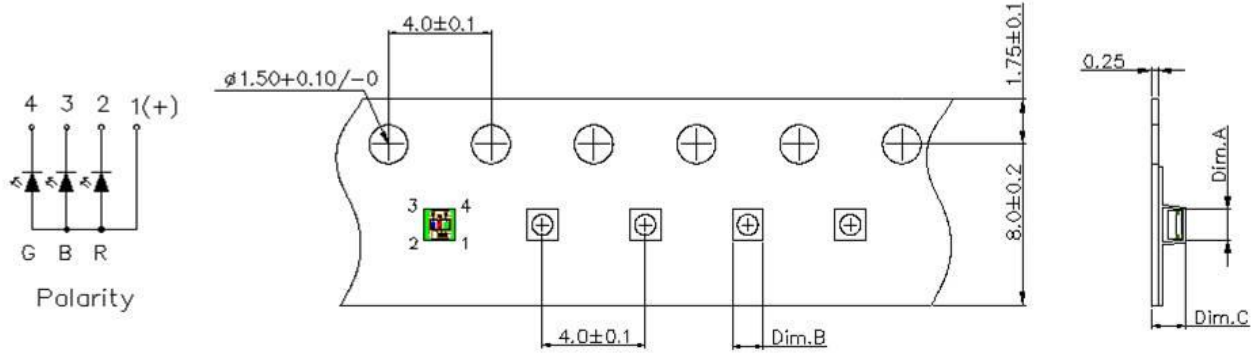 4 3 2 1(+)
G B R
Polarity
4.0±0.1
ø1.50+0.10/-0
3 4
2 1
4.0±0.1
Dim.B
1.75±0.1
8.0±0.2
0.25
Dim.A
Dim.C